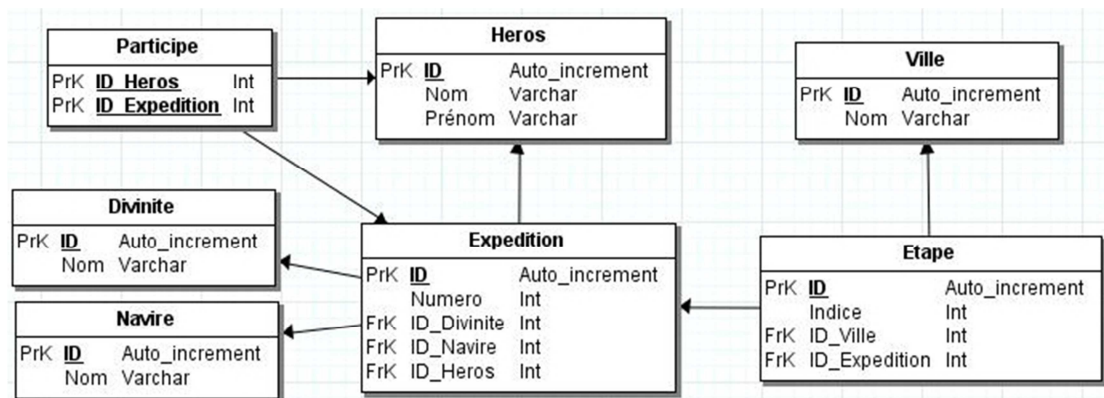 Participe
PrK ID_Heros Int
PrK ID_Expedition Int
Heros
PrK ID Auto_increment
Nom Varchar
Prénom Varchar
Ville
PrK ID Auto_increment
Nom Varchar
Divinite
PrK ID Auto_increment
Nom Varchar
Expedition
PrK ID Auto_increment
Numero Int
FrK ID_Divinite Int
FrK ID_Navire Int
FrK ID_Heros Int
Etape
PrK ID Auto_increment
Indice Int
FrK ID_Ville Int
FrK ID_Expedition Int
Navire
PrK ID Auto_increment
Nom Varchar